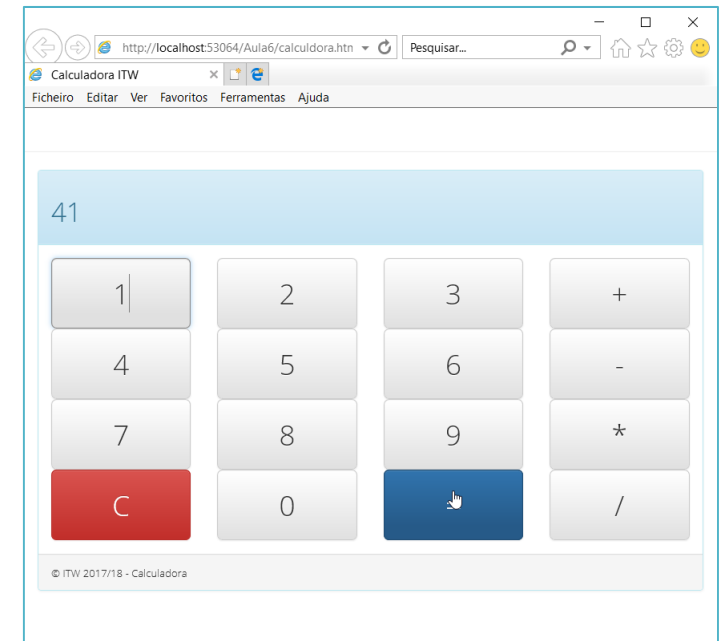 http://localhost:53064/Aula6/calculdora.htn Pesquisar...
Calculadora ITW
Ficheiro Editar Ver Favoritos Ferramentas Ajuda
41
1 2 3 +
4 5 6 -
7 8 9 *
C 0 /
© ITW 2017/18 - Calculadora